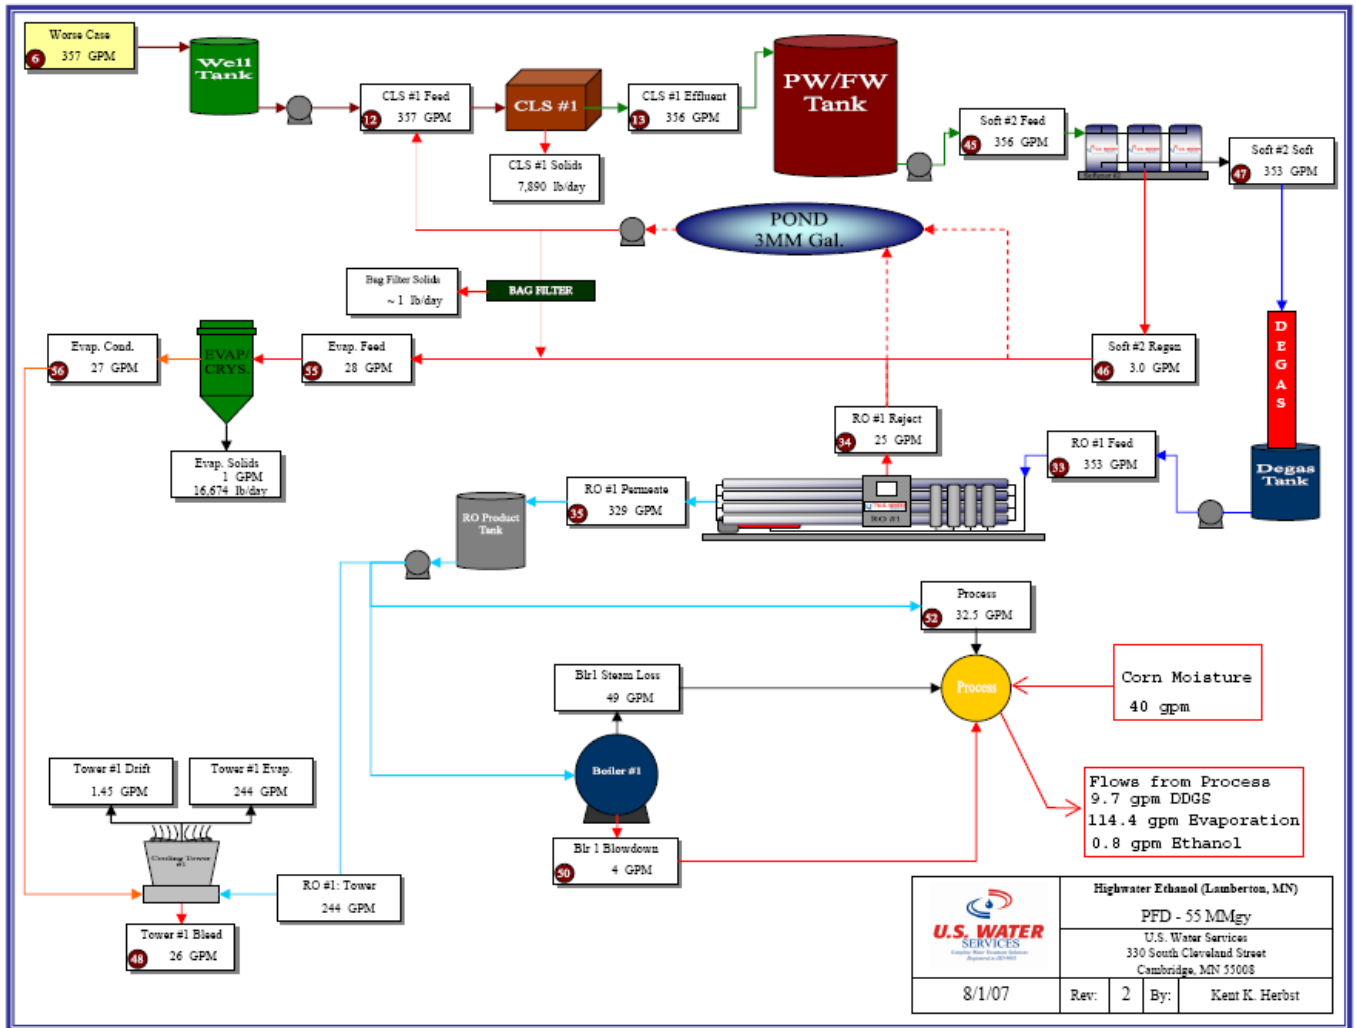 Worse Case
6
357 GPM
Well
Tank
CLS #1 Feed
12
357 GPM
CLS #1
CLS #1 Effluent
13
356 GPM
PW/FW
Tank
CLS #1 Solids
7,890 lb/day
Soft #2 Feed
45
356 GPM
Soft #2 Soft
47
353 GPM
POND
3MM Gal.
Bag Filter Solids
~ 1 lb/day
BAG FILTER
Evap. Cond.
56
27 GPM
EVAP/
CRYS.
Evap. Feed
55
28 GPM
Soft #2 Regen
46
3.0 GPM
DEGAS
Evap. Solids
1 GPM
16,674 lb/day
RO #1 Reject
34
25 GPM
RO #1 Feed
33
353 GPM
Degas
Tank
RO Product
Tank
RO #1 Permeate
35
329 GPM
RO #1
Process
52
32.5 GPM
Blr1 Steam Loss
49 GPM
Process
Corn Moisture
40 gpm
Boiler #1
Tower #1 Drift
1.45 GPM
Tower #1 Evap.
244 GPM
Flows from Process
9.7 gpm DDGS
114.4 gpm Evaporation
0.8 gpm Ethanol
Cooling Tower
#1
Blr 1 Blowdown
50
4 GPM
RO #1: Tower
244 GPM
Tower #1 Bleed
48
26 GPM
U.S. WATER
SERVICES
Complete Water Treatment Solutions
Highwater Ethanol (Lamberton, MN)
PFD - 55 MMgy
U.S. Water Services
330 South Cleveland Street
Cambridge, MN 55008
8/1/07
Rev: 2 By: Kent K. Herbst